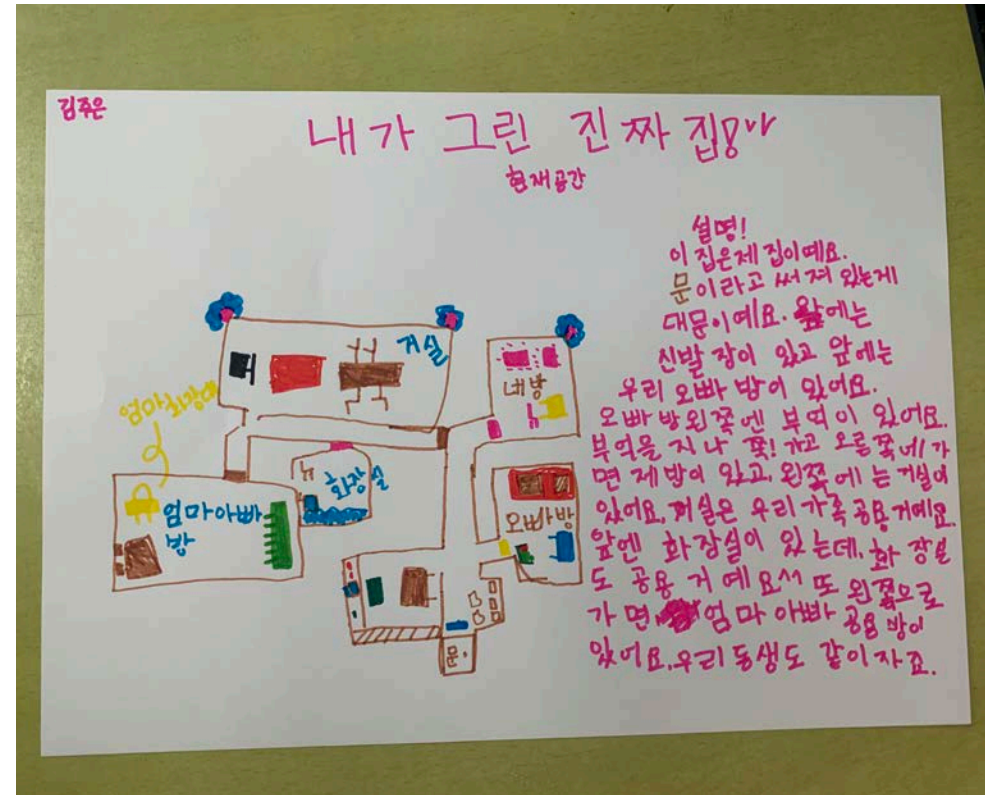 김주은
내가 그린 진짜 집!
현재공간
설명!
이 집은 제 집이예요.
문이라고 써져 있는게
대문이예요. 앞에는
신발장이 있고 앞에는
우리 오빠 방이 있어요.
오빠방왼쪽엔 부엌이 있어요.
부엌을 지나 쭉! 가고 오른쪽에 가
면 제방이 있고, 왼쪽에는 거실이
있어요. 거실은 우리 가족 공용 거예요.
앞엔 화장실이 있는데, 화장실
도 공용 거예요 또 왼쪽으로
가면 엄마 아빠 공용 방이
있어요. 우리 동생도 같이 자죠.
거실
내방
엄마화장대
화장실
엄마아빠
방
오빠방
문